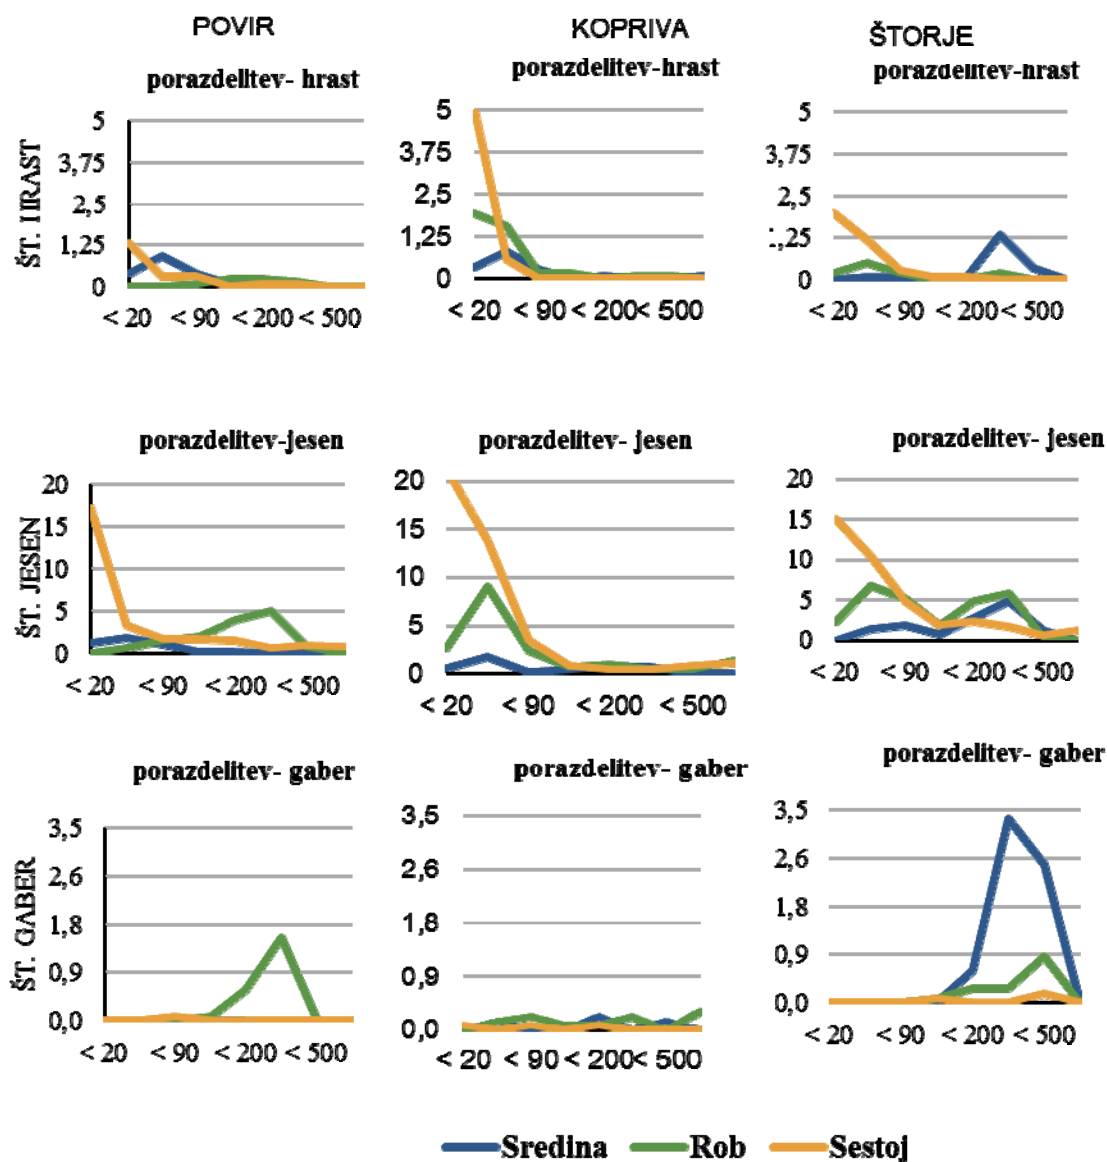 POVIR KOPRIVA ŠTORJE
porazdelitev- hrast porazdelitev-hrast porazdelitev-hrast
ŠT. HRAST
5
3,75
2,5
1,25
0
< 20 < 90 < 200 < 500
5
3,75
2,5
1,25
0
< 20 < 90 < 200 < 500
5
3,75
2,5
1,25
0
< 20 < 90 < 200 < 500
porazdelitev-jesen porazdelitev- jesen porazdelitev- jesen
ŠT. JESEN
20
15
10
5
0
< 20 < 90 < 200 < 500
20
15
10
5
0
< 20 < 90 < 200 < 500
20
15
10
5
0
< 20 < 90 < 200 < 500
porazdelitev- gaber porazdelitev- gaber porazdelitev- gaber
ŠT. GABER
3,5
2,6
1,8
0,9
0,0
< 20 < 90 < 200 < 500
3,5
2,6
1,8
0,9
0,0
< 20 < 90 < 200 < 500
3,5
2,6
1,8
0,9
0,0
< 20 < 90 < 200 < 500
Sredina Rob Sestoj